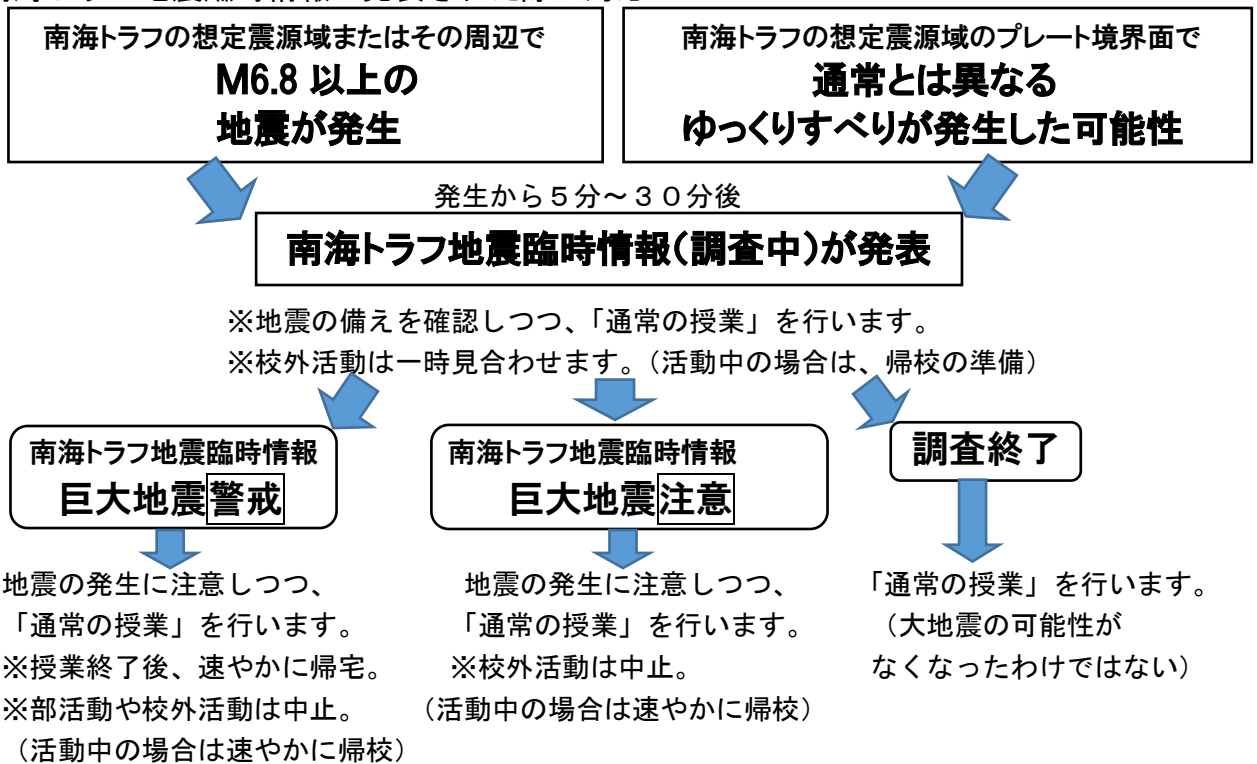 南海トラフの想定震源域またはその周辺で
M6.8 以上の
地震が発生
南海トラフの想定震源域のプレート境界面で
通常とは異なる
ゆっくりすべりが発生した可能性
発生から５分～３０分後
南海トラフ地震臨時情報（調査中）が発表
※地震の備えを確認しつつ、「通常の授業」を行います。
※校外活動は一時見合わせます。（活動中の場合は、帰校の準備）
南海トラフ地震臨時情報
巨大地震警戒
南海トラフ地震臨時情報
巨大地震注意
調査終了
地震の発生に注意しつつ、
「通常の授業」を行います。
※授業終了後、速やかに帰宅。
※部活動や校外活動は中止。
（活動中の場合は速やかに帰校）
地震の発生に注意しつつ、
「通常の授業」を行います。
※校外活動は中止。
（活動中の場合は速やかに帰校）
「通常の授業」を行います。
（大地震の可能性が
なくなったわけではない）